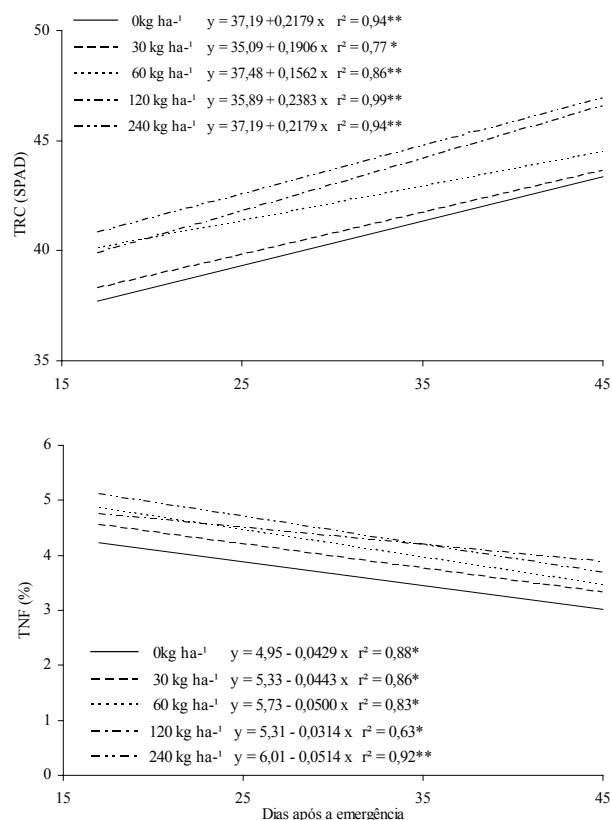 50
0kg ha-¹ y = 37,19 +0,2179 x r² = 0,94**
30 kg ha-¹ y = 35,09 + 0,1906 x r² = 0,77 *
60 kg ha-¹ y = 37,48 + 0,1562 x r² = 0,86**
120 kg ha-¹ y = 35,89 + 0,2383 x r² = 0,99**
240 kg ha-¹ y = 37,19 + 0,2179 x r² = 0,94**
45
TRC (SPAD)
40
35
15 25 35 45
6
5
4
TNF (%)
3
0kg ha-¹ y = 4,95 - 0,0429 x r² = 0,88*
30 kg ha-¹ y = 5,33 - 0,0443 x r² = 0,86*
2
60 kg ha-¹ y = 5,73 - 0,0500 x r² = 0,83*
120 kg ha-¹ y = 5,31 - 0,0314 x r² = 0,63*
1
240 kg ha-¹ y = 6,01 - 0,0514 x r² = 0,92**
0
15 25 35 45
Dias após a emergência